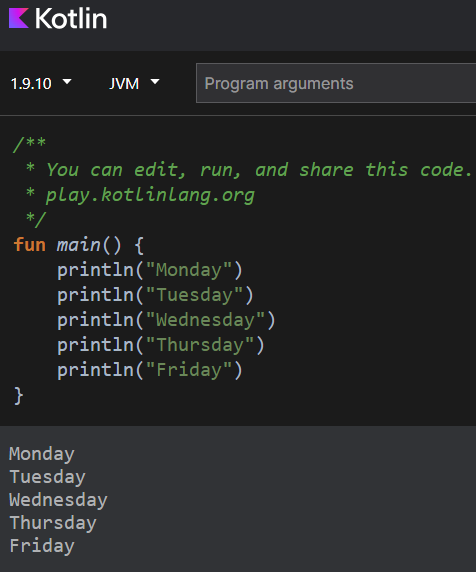 Kotlin
1.9.10 JVM Program arguments
/**
 * You can edit, run, and share this code.
 * play.kotlinlang.org
 */
fun main() {
    println("Monday")
    println("Tuesday")
    println("Wednesday")
    println("Thursday")
    println("Friday")
}
Monday
Tuesday
Wednesday
Thursday
Friday